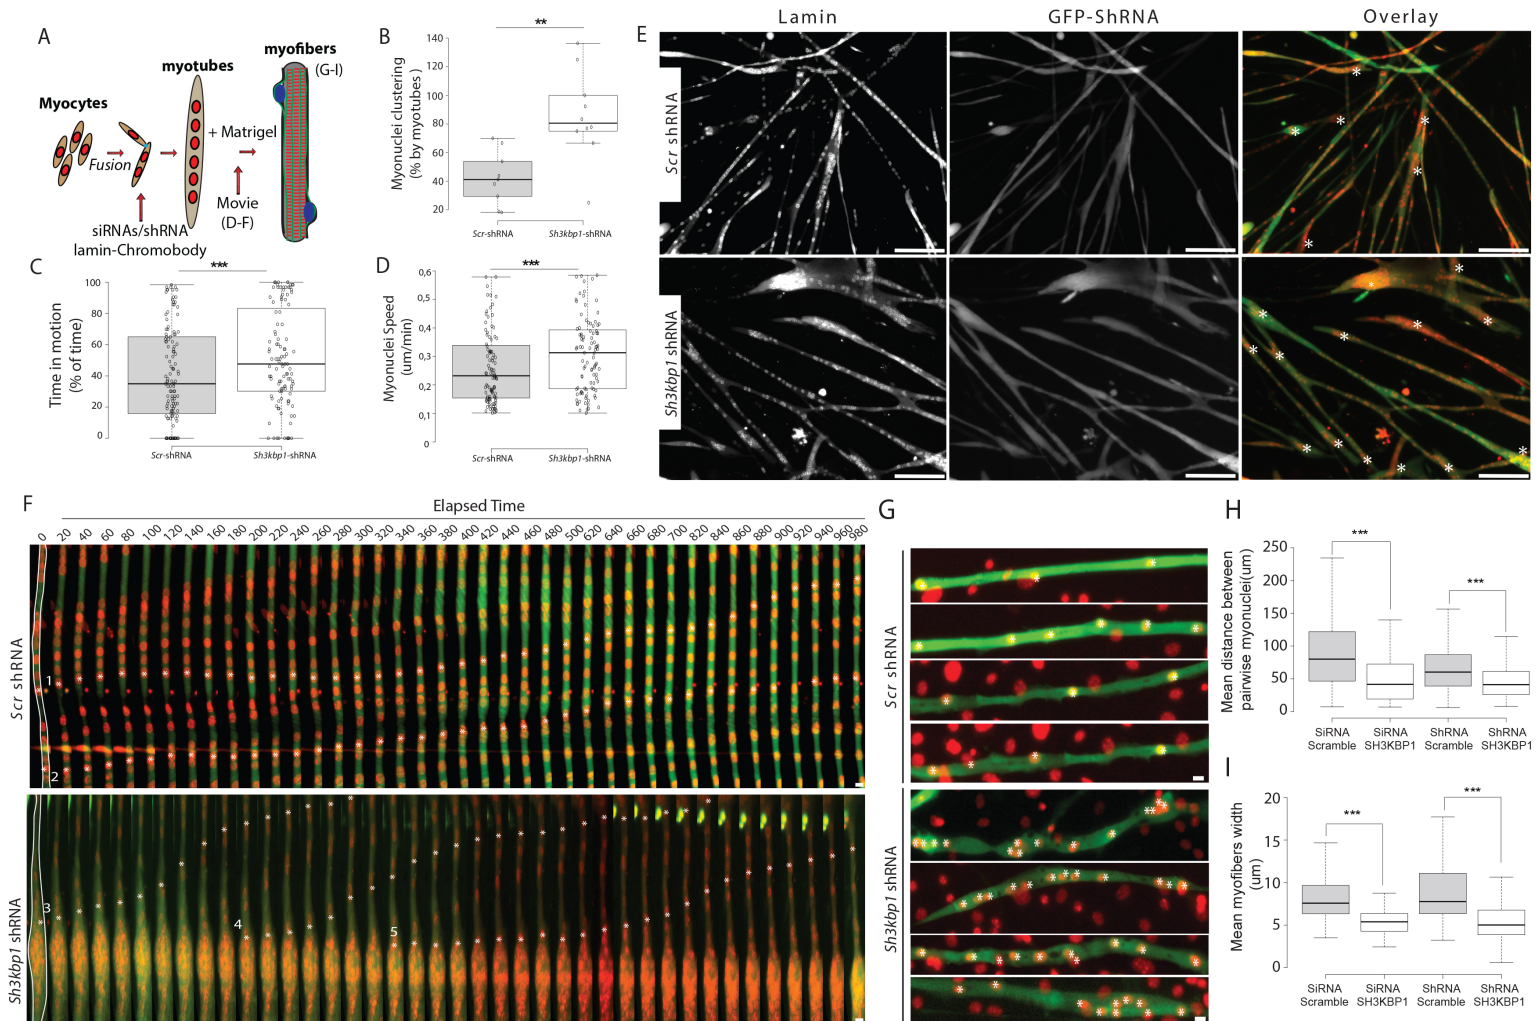 A
Myocytes
Fusion
myotubes
+ Matrigel
Movie
(D-F)
myofibers
(G-I)
siRNAs/shRNA
lamin-Chromobody
B
**
Myonuclei clustering
(% by myotubes)
140
120
100
80
60
40
20
Scr-shRNA
Sh3kbp1-shRNA
C
***
Time in motion
(% of time)
100
80
60
40
20
0
Scr-shRNA
Sh3kbp1-shRNA
D
***
Myonuclei Speed
(um/min)
0,6
0,5
0,4
0,3
0,2
0,1
0
Scr-shRNA
Sh3kbp1-shRNA
E
Lamin
GFP-ShRNA
Overlay
Scr shRNA
Sh3kbp1 shRNA
F
Elapsed Time
0 20 40 60 80 100 120 140 160 180 200 220 240 260 280 300 320 340 360 380 400 420 440 460 480 500 620 640 660 680 700 820 840 860 880 900 920 940 960 980
Scr shRNA
1
2
Sh3kbp1 shRNA
3
4
5
G
Scr shRNA
Sh3kbp1 shRNA
H
***
***
Mean distance between
pairwise myonuclei(um)
250
200
150
100
50
0
SiRNA
Scramble
SiRNA
SH3KBP1
ShRNA
Scramble
ShRNA
SH3KBP1
I
***
***
Mean myofibers width
(um)
20
15
10
5
0
SiRNA
Scramble
SiRNA
SH3KBP1
ShRNA
Scramble
ShRNA
SH3KBP1